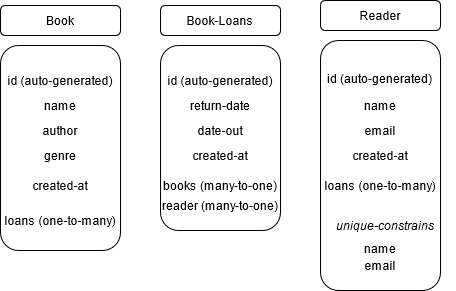 Book
id (auto-generated)
name
author
genre
created-at
loans (one-to-many)
Book-Loans
id (auto-generated)
return-date
date-out
created-at
books (many-to-one)
reader (many-to-one)
Reader
id (auto-generated)
name
email
created-at
loans (one-to-many)
unique-constrains
name
email